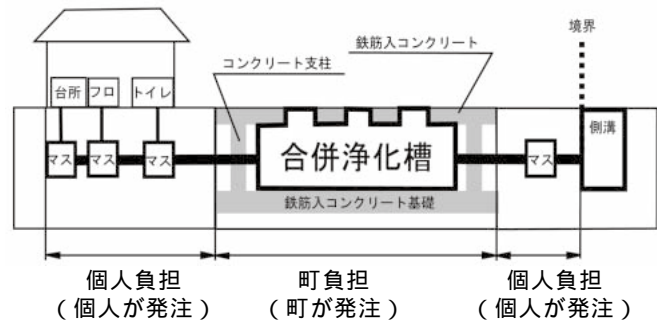 境界
鉄筋入コンクリート
コンクリート支柱
台所
フロ
トイレ
側溝
マス
マス
マス
合併浄化槽
マス
鉄筋入コンクリート基礎
個人負担
(個人が発注)
町負担
(町が発注)
個人負担
(個人が発注)